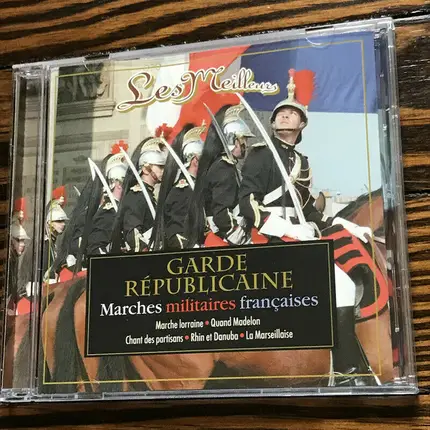 Les Meilleurs
GARDE
RÉPUBLICAINE
Marches militaires françaises
Marche lorraine • Quand Madelon
Chant des partisans • Rhin et Danube • La Marseillaise